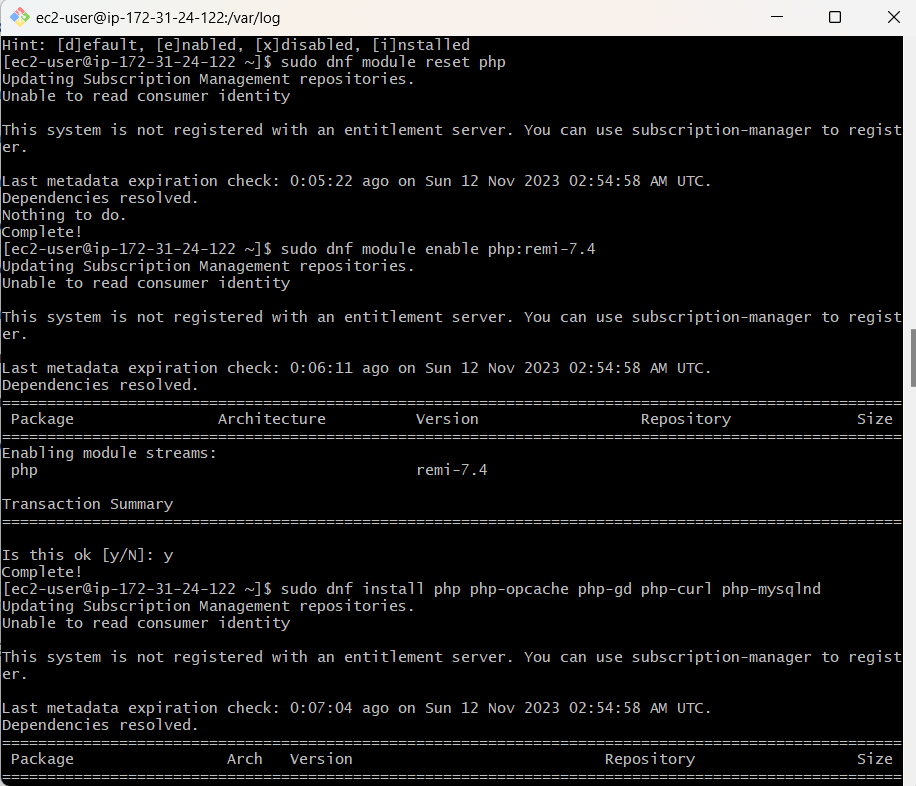 ec2-user@ip-172-31-24-122:/var/log
Hint: [d]efault, [e]nabled, [x]disabled, [i]nstalled
[ec2-user@ip-172-31-24-122 ~]$ sudo dnf module reset php
Updating Subscription Management repositories.
Unable to read consumer identity

This system is not registered with an entitlement server. You can use subscription-manager to regist
er.

Last metadata expiration check: 0:05:22 ago on Sun 12 Nov 2023 02:54:58 AM UTC.
Dependencies resolved.
Nothing to do.
Complete!
[ec2-user@ip-172-31-24-122 ~]$ sudo dnf module enable php:remi-7.4
Updating Subscription Management repositories.
Unable to read consumer identity

This system is not registered with an entitlement server. You can use subscription-manager to regist
er.

Last metadata expiration check: 0:06:11 ago on Sun 12 Nov 2023 02:54:58 AM UTC.
Dependencies resolved.
====================================================================================================
 Package                Architecture          Version                  Repository              Size
====================================================================================================
Enabling module streams:
 php                                          remi-7.4

Transaction Summary
====================================================================================================

Is this ok [y/N]: y
Complete!
[ec2-user@ip-172-31-24-122 ~]$ sudo dnf install php php-opcache php-gd php-curl php-mysqlnd
Updating Subscription Management repositories.
Unable to read consumer identity

This system is not registered with an entitlement server. You can use subscription-manager to regist
er.

Last metadata expiration check: 0:07:04 ago on Sun 12 Nov 2023 02:54:58 AM UTC.
Dependencies resolved.
====================================================================================================
 Package                 Arch   Version                            Repository                  Size
====================================================================================================